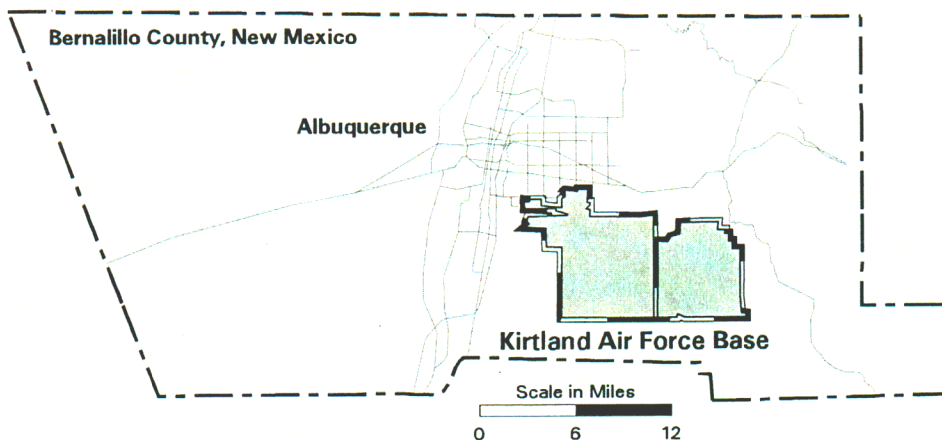 Bernalillo County, New Mexico
Albuquerque
Kirtland Air Force Base
Scale in Miles
0 6 12